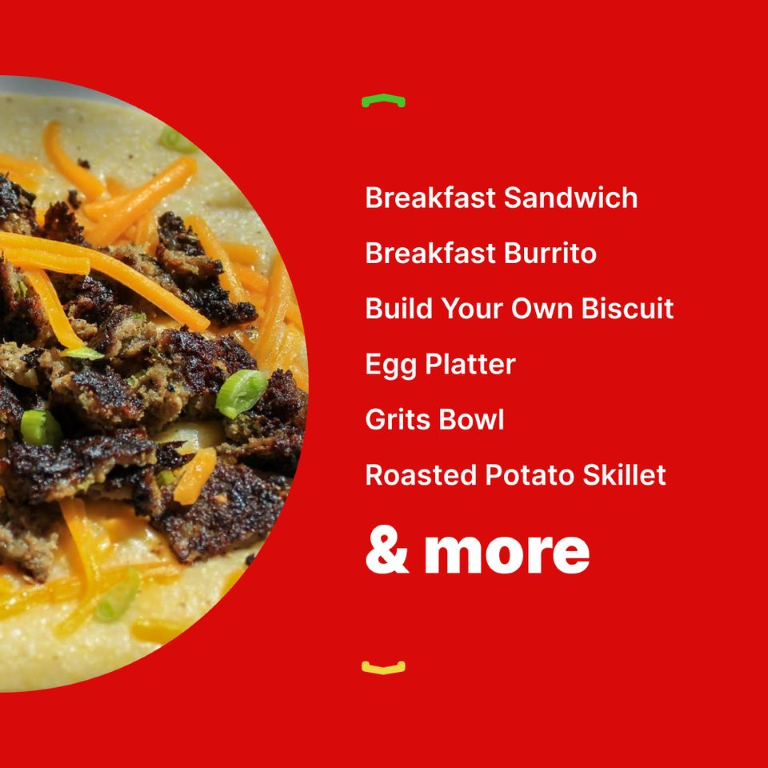 Breakfast Sandwich
Breakfast Burrito
Build Your Own Biscuit
Egg Platter
Grits Bowl
Roasted Potato Skillet
& more